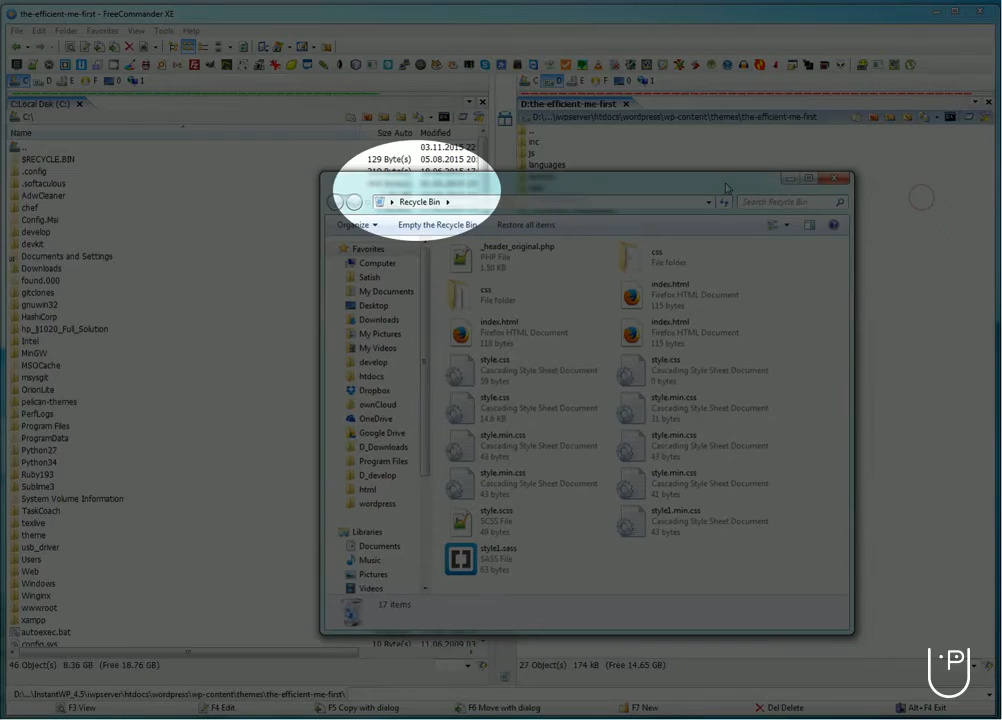 the-efficient-me-first - FreeCommander XE
File Edit Folder Favorites View Tools Help
C D E F 0 1
C D E F 0 1
C:Local Disk (C:)
D:the-efficient-me-first
C:\
D:\...\iwpserver\htdocs\wordpress\wp-content\themes\the-efficient-me-first
Name Size Auto Modified
..
$RECYCLE.BIN
.config
.softaculous
AdwCleaner
chef
Config.Msi
develop
devkit
Documents and Settings
Downloads
found.000
gitclones
gnuwin32
HashiCorp
hp_lj1020_Full_Solution
Intel
MinGW
MSOCache
msysgit
OrionLite
pelican-themes
PerfLogs
Program Files
ProgramData
Python27
Python34
Ruby193
Sublime3
System Volume Information
TaskCoach
texlive
theme
usb_driver
Users
Web
Windows
Winginx
wwwroot
xampp
autoexec.bat
config.sys
03.11.2015 22
129 Byte(s) 05.08.2015 20:
10 Byte(s) 11.06.2009 03
..
inc
js
languages
Recycle Bin
Search Recycle Bin
Organize Empty the Recycle Bin Restore all items
Favorites
Computer
Satish
My Documents
Desktop
Downloads
My Pictures
My Videos
develop
htdocs
Dropbox
ownCloud
OneDrive
Google Drive
D_Downloads
Program Files
D_develop
html
wordpress
Libraries
Documents
Music
Pictures
Videos
_header_original.php
PHP File
1.50 KB
css
File folder
css
File folder
index.html
Firefox HTML Document
115 bytes
index.html
Firefox HTML Document
118 bytes
index.html
Firefox HTML Document
115 bytes
style.css
Cascading Style Sheet Document
59 bytes
style.css
Cascading Style Sheet Document
0 bytes
style.css
Cascading Style Sheet Document
14.6 KB
style.min.css
Cascading Style Sheet Document
31 bytes
style.min.css
Cascading Style Sheet Document
43 bytes
style.min.css
Cascading Style Sheet Document
43 bytes
style.min.css
Cascading Style Sheet Document
43 bytes
style.min.css
Cascading Style Sheet Document
41 bytes
style.scss
SCSS File
49 bytes
style1.min.css
Cascading Style Sheet Document
43 bytes
style1.sass
SASS File
63 bytes
17 items
46 Object(s) 8.36 GB (Free 18.76 GB)
27 Object(s) 174 kB (Free 14.65 GB)
D:\...\InstantWP_4.5\iwpserver\htdocs\wordpress\wp-content\themes\the-efficient-me-first\
F3 View F4 Edit F5 Copy with dialog F6 Move with dialog F7 New Del Delete Alt+F4 Exit